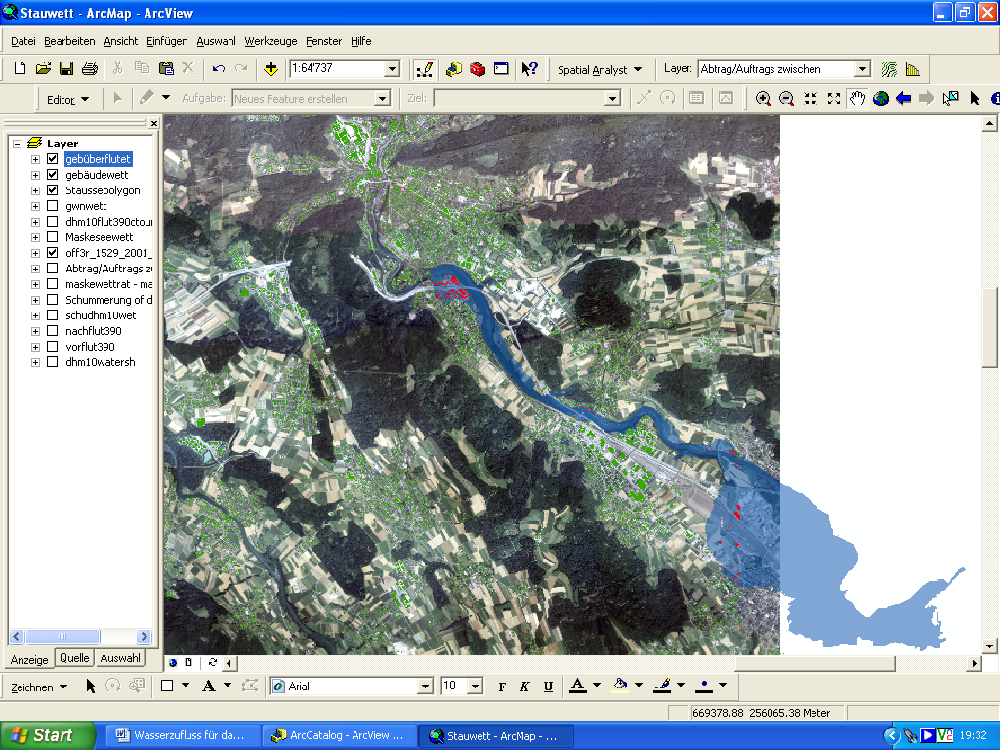 Stauwett - ArcMap - ArcView
Datei Bearbeiten Ansicht Einfügen Auswahl Werkzeuge Fenster Hilfe
1:64'737 Spatial Analyst Layer: Abtrag/Auftrags zwischen
Editor Aufgabe: Neues Feature erstellen Ziel:
Layer
gebüberflutet
gebäudewett
Staussepolygon
gwnwett
dhm10flut390ctour
Maskeseewett
off3r_1529_2001_
Abtrag/Auftrags z
maskewettrat - ma
Schummerung of d
schudhm10wet
nachflut390
vorflut390
dhm10watersh
Anzeige Quelle Auswahl
Zeichnen A Arial 10 F K U A
669378.88 256065.38 Meter
Start Wasserzufluss für da... ArcCatalog - ArcView ... Stauwett - ArcMap - ... 19:32